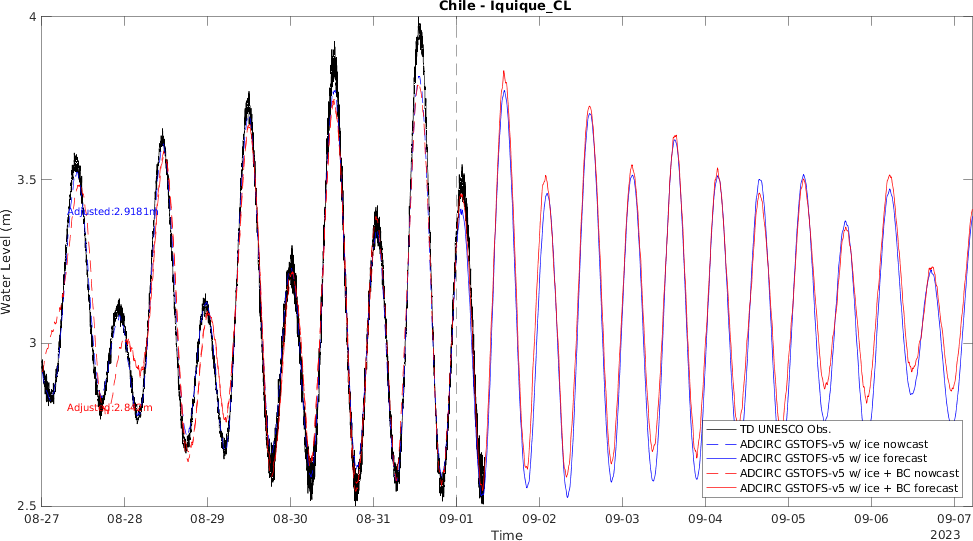 Chile - Iquique_CL
4
3.5
3
2.5
Water Level (m)
Adjusted:2.9181m
08-27
08-28
08-29
08-30
08-31
09-01
09-02
09-03
09-04
09-05
09-06
09-07
2023
Time
TD UNESCO Obs.
ADCIRC GSTOFS-v5 w/ ice nowcast
ADCIRC GSTOFS-v5 w/ ice forecast
ADCIRC GSTOFS-v5 w/ ice + BC nowcast
ADCIRC GSTOFS-v5 w/ ice + BC forecast